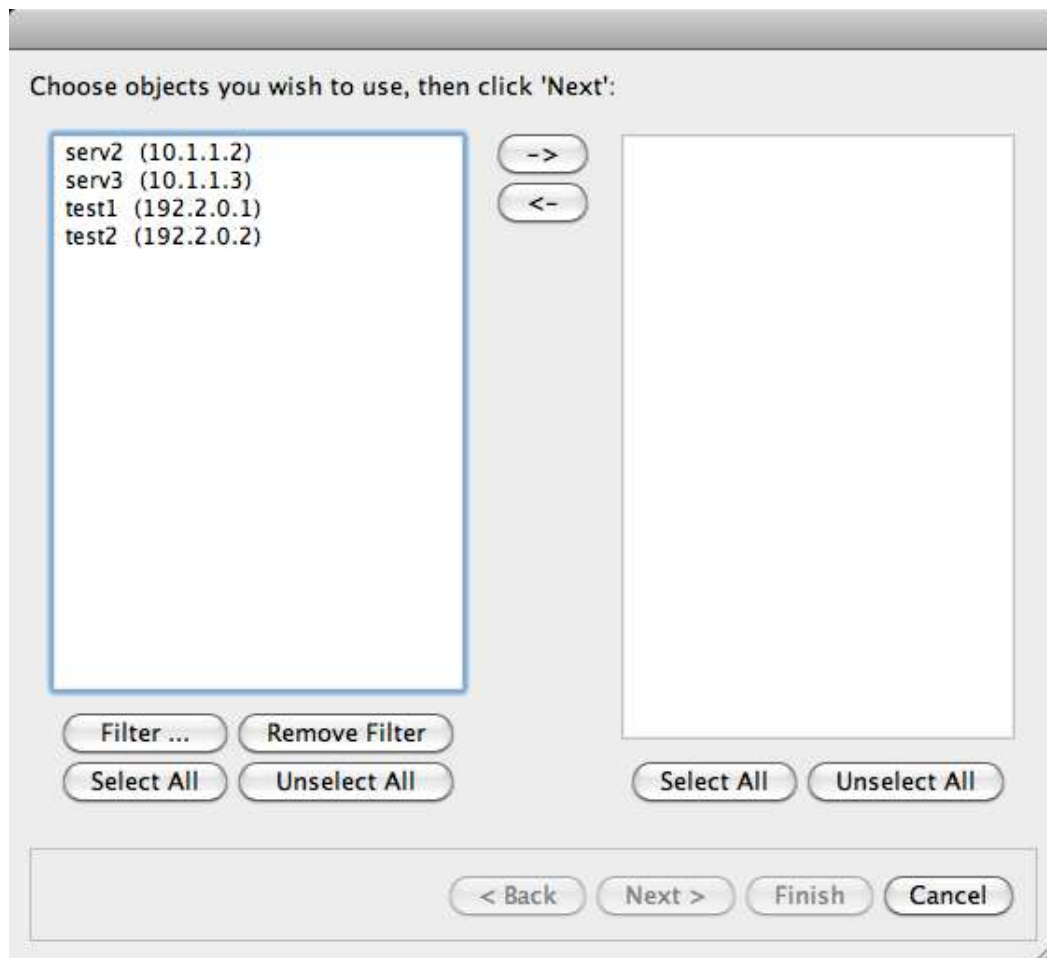 Choose objects you wish to use, then click 'Next':
serv2 (10.1.1.2)
serv3 (10.1.1.3)
test1 (192.2.0.1)
test2 (192.2.0.2)
->
<-
Filter ... Remove Filter
Select All Unselect All
Select All Unselect All
< Back Next > Finish Cancel